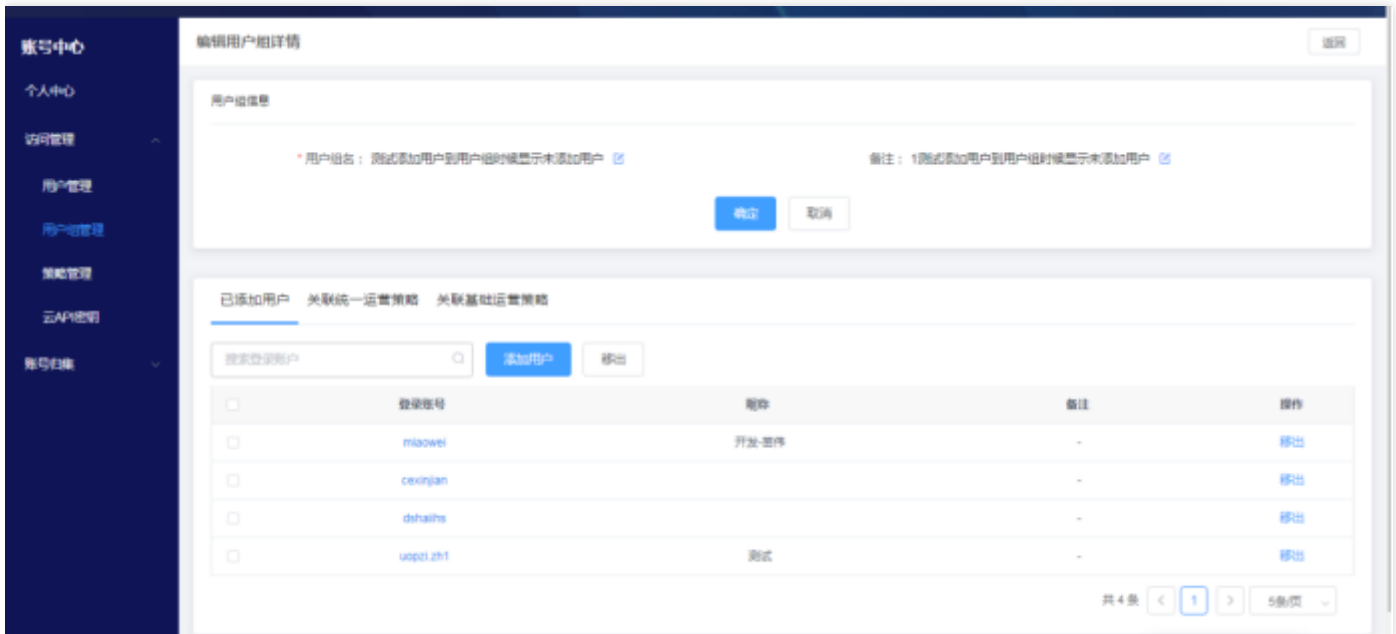 账号中心
编辑用户组详情
返回
个人中心
用户组信息
访问管理
* 用户组名： 测试添加用户到用户组时候显示未添加用户
备注： 1测试添加用户到用户组时候显示未添加用户
用户管理
确定 取消
用户组管理
策略管理
已添加用户 关联统一运营策略 关联基础运营策略
云API密钥
账号归集
搜索登录账户 添加用户 移出
登录账号 昵称 备注 操作
miaowei 开发-苗伟 - 移出
cexinjian - 移出
dshaiihs - 移出
uopzi.zh1 测试 - 移出
共 4 条 < 1 > 5条/页